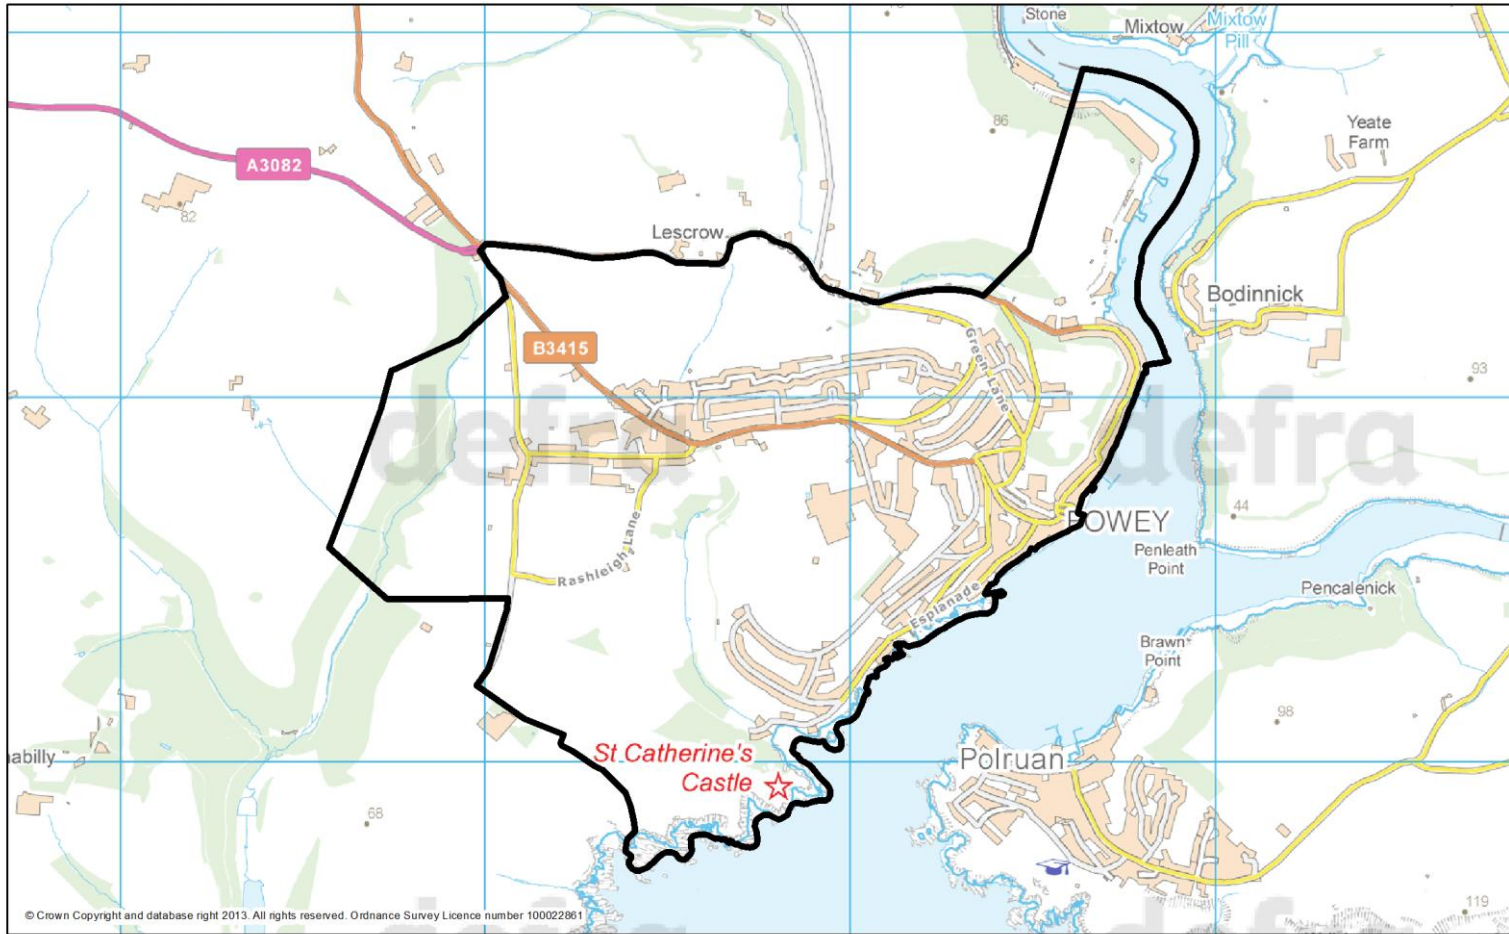 Stone
Mixtow
Mixtow
Pill
86
Yeate
Farm
A3082
82
Lescrow
Bodinnick
B3415
Green Lane
93
defra
defra
44
FOWEY
Penleath
Point
Rashleigh Lane
Pencalenick
Esplanade
Brawn
Point
98
St Catherine's
Castle
abilly
Polruan
68
119
© Crown Copyright and database right 2013. All rights reserved. Ordnance Survey Licence number 100022861
defra
defra